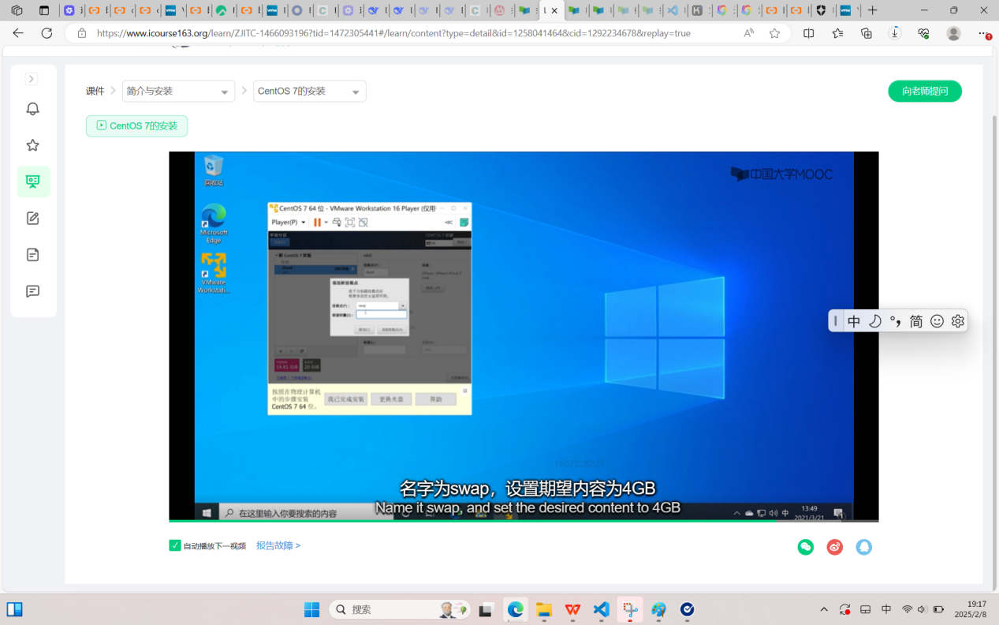 https://www.icourse163.org/learn/ZJITC-1466093196?tid=1472305441#/learn/content?type=detail&id=1258041464&cid=1292234678&replay=true
课件
简介与安装
CentOS 7的安装
向老师提问
CentOS 7的安装
回收站
中国大学MOOC
Microsoft
Edge
VMware
Workstati...
CentOS 7 64 位 - VMware Workstation 16 Player (仅用
Player(P)
swap
19.81 GiB
20 GiB
按照在物理计算机
中的步骤安装
CentOS 7 64 位。
我已完成安装
更换光盘
帮助
中
简
名字为swap，设置期望内容为4GB
Name it swap, and set the desired content to 4GB
在这里输入你要搜索的内容
中
13:49
2021/3/21
自动播放下一视频
报告故障 >
搜索
中
19:17
2025/2/8